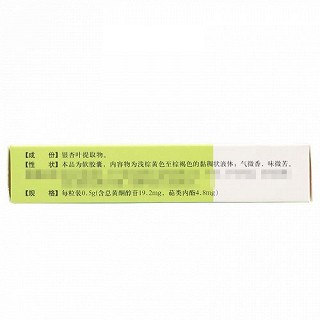 【成　份】银杏叶提取物。
【性　状】本品为软胶囊，内容物为浅棕黄色至棕褐色的黏稠状液体；气微香，味微苦。
【规　格】每粒装0.5g(含总黄酮醇苷19.2mg，萜类内酯4.8mg)